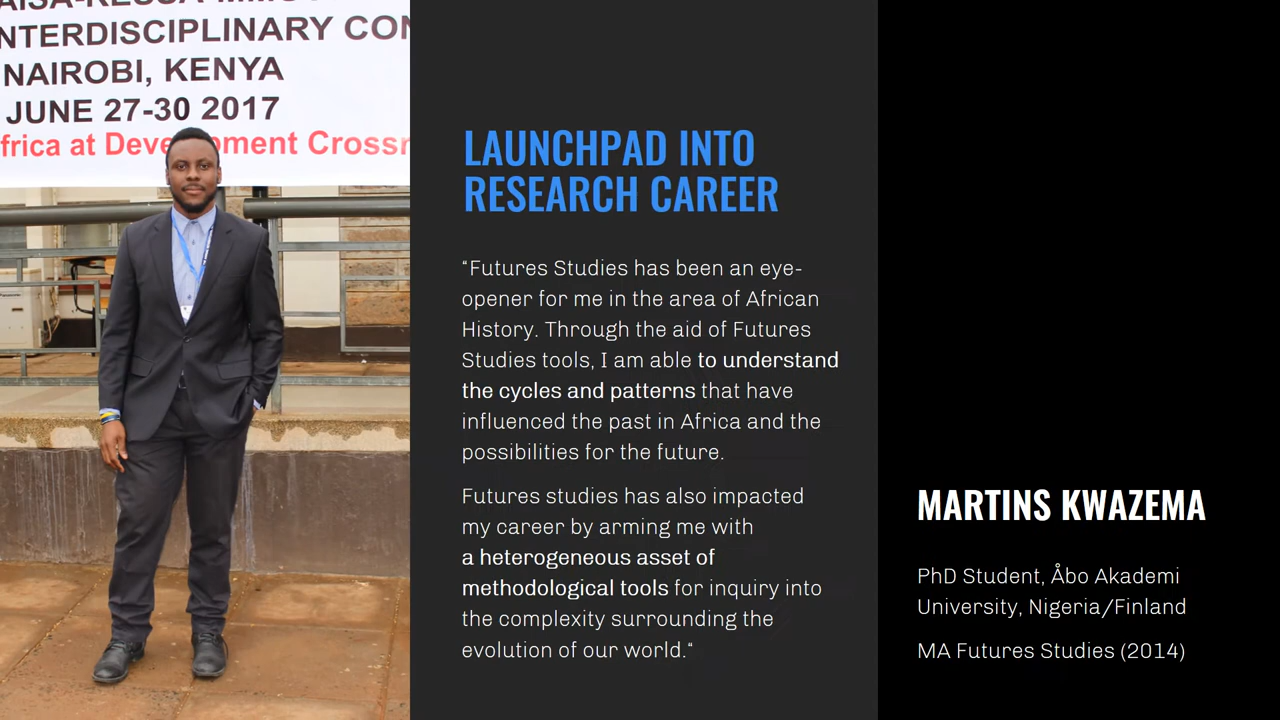 INTERDISCIPLINARY CON
NAIROBI, KENYA
JUNE 27-30 2017
frica at Deve pment Crossr
LAUNCHPAD INTO
RESEARCH CAREER
“Futures Studies has been an eye-
opener for me in the area of African
History. Through the aid of Futures
Studies tools, I am able to understand
the cycles and patterns that have
influenced the past in Africa and the
possibilities for the future.
Futures studies has also impacted
my career by arming me with
a heterogeneous asset of
methodological tools for inquiry into
the complexity surrounding the
evolution of our world.“
MARTINS KWAZEMA
PhD Student, Åbo Akademi
University, Nigeria/Finland
MA Futures Studies (2014)